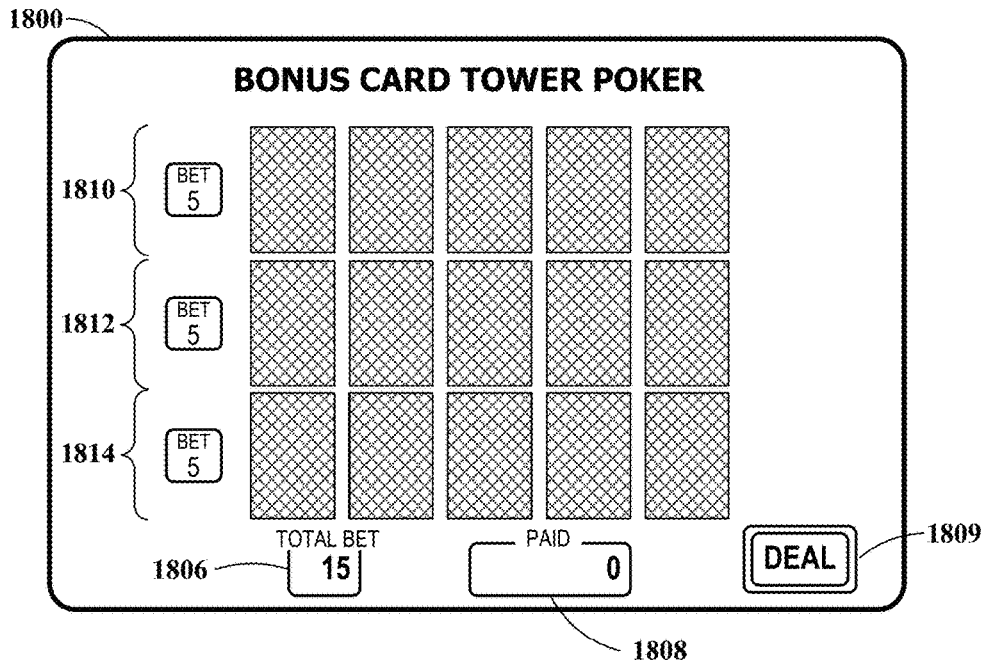 1800
BONUS CARD TOWER POKER
1810
BET
5
1812
BET
5
1814
BET
5
TOTAL BET
1806
15
PAID
0
DEAL
1809
1808